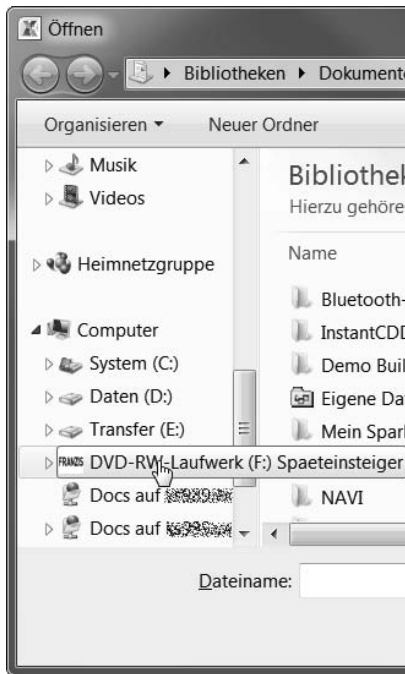 Öffnen
Bibliotheken Dokumente
Organisieren Neuer Ordner
Musik
Videos
Heimnetzgruppe
Computer
System (C:)
Daten (D:)
Transfer (E:)
FRANZIS DVD-RW-Laufwerk (F:) Spaeteinsteiger
Docs auf
Docs auf
Bibliothek
Hierzu gehöre
Name
Bluetooth-
InstantCDD
Demo Buil
Eigene Da
Mein Spark
NAVI
Dateiname: